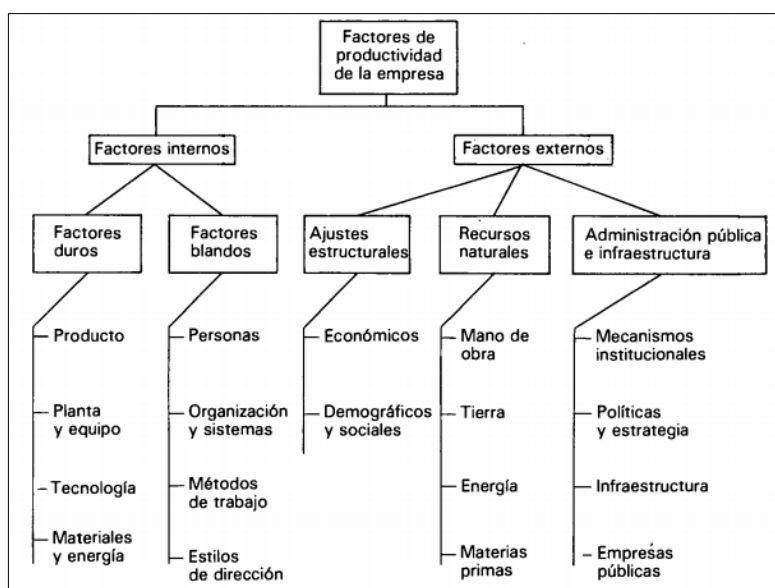 Factores de
productividad
de la empresa
Factores internos
Factores externos
Factores
duros
Factores
blandos
Ajustes
estructurales
Recursos
naturales
Administración pública
e infraestructura
Producto
Planta
y equipo
Tecnología
Materiales
y energía
Personas
Organización
y sistemas
Métodos
de trabajo
Estilos
de dirección
Económicos
Demográficos
y sociales
Mano de
obra
Tierra
Energía
Materias
primas
Mecanismos
institucionales
Políticas
y estrategia
Infraestructura
Empresas
públicas